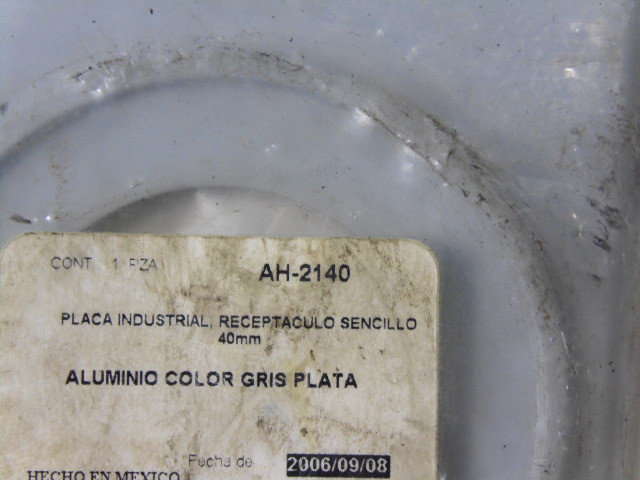 CONT. 1 PZA
AH-2140
PLACA INDUSTRIAL, RECEPTACULO SENCILLO
40mm
ALUMINIO COLOR GRIS PLATA
Fecha de 2006/09/08
HECHO EN MEXICO